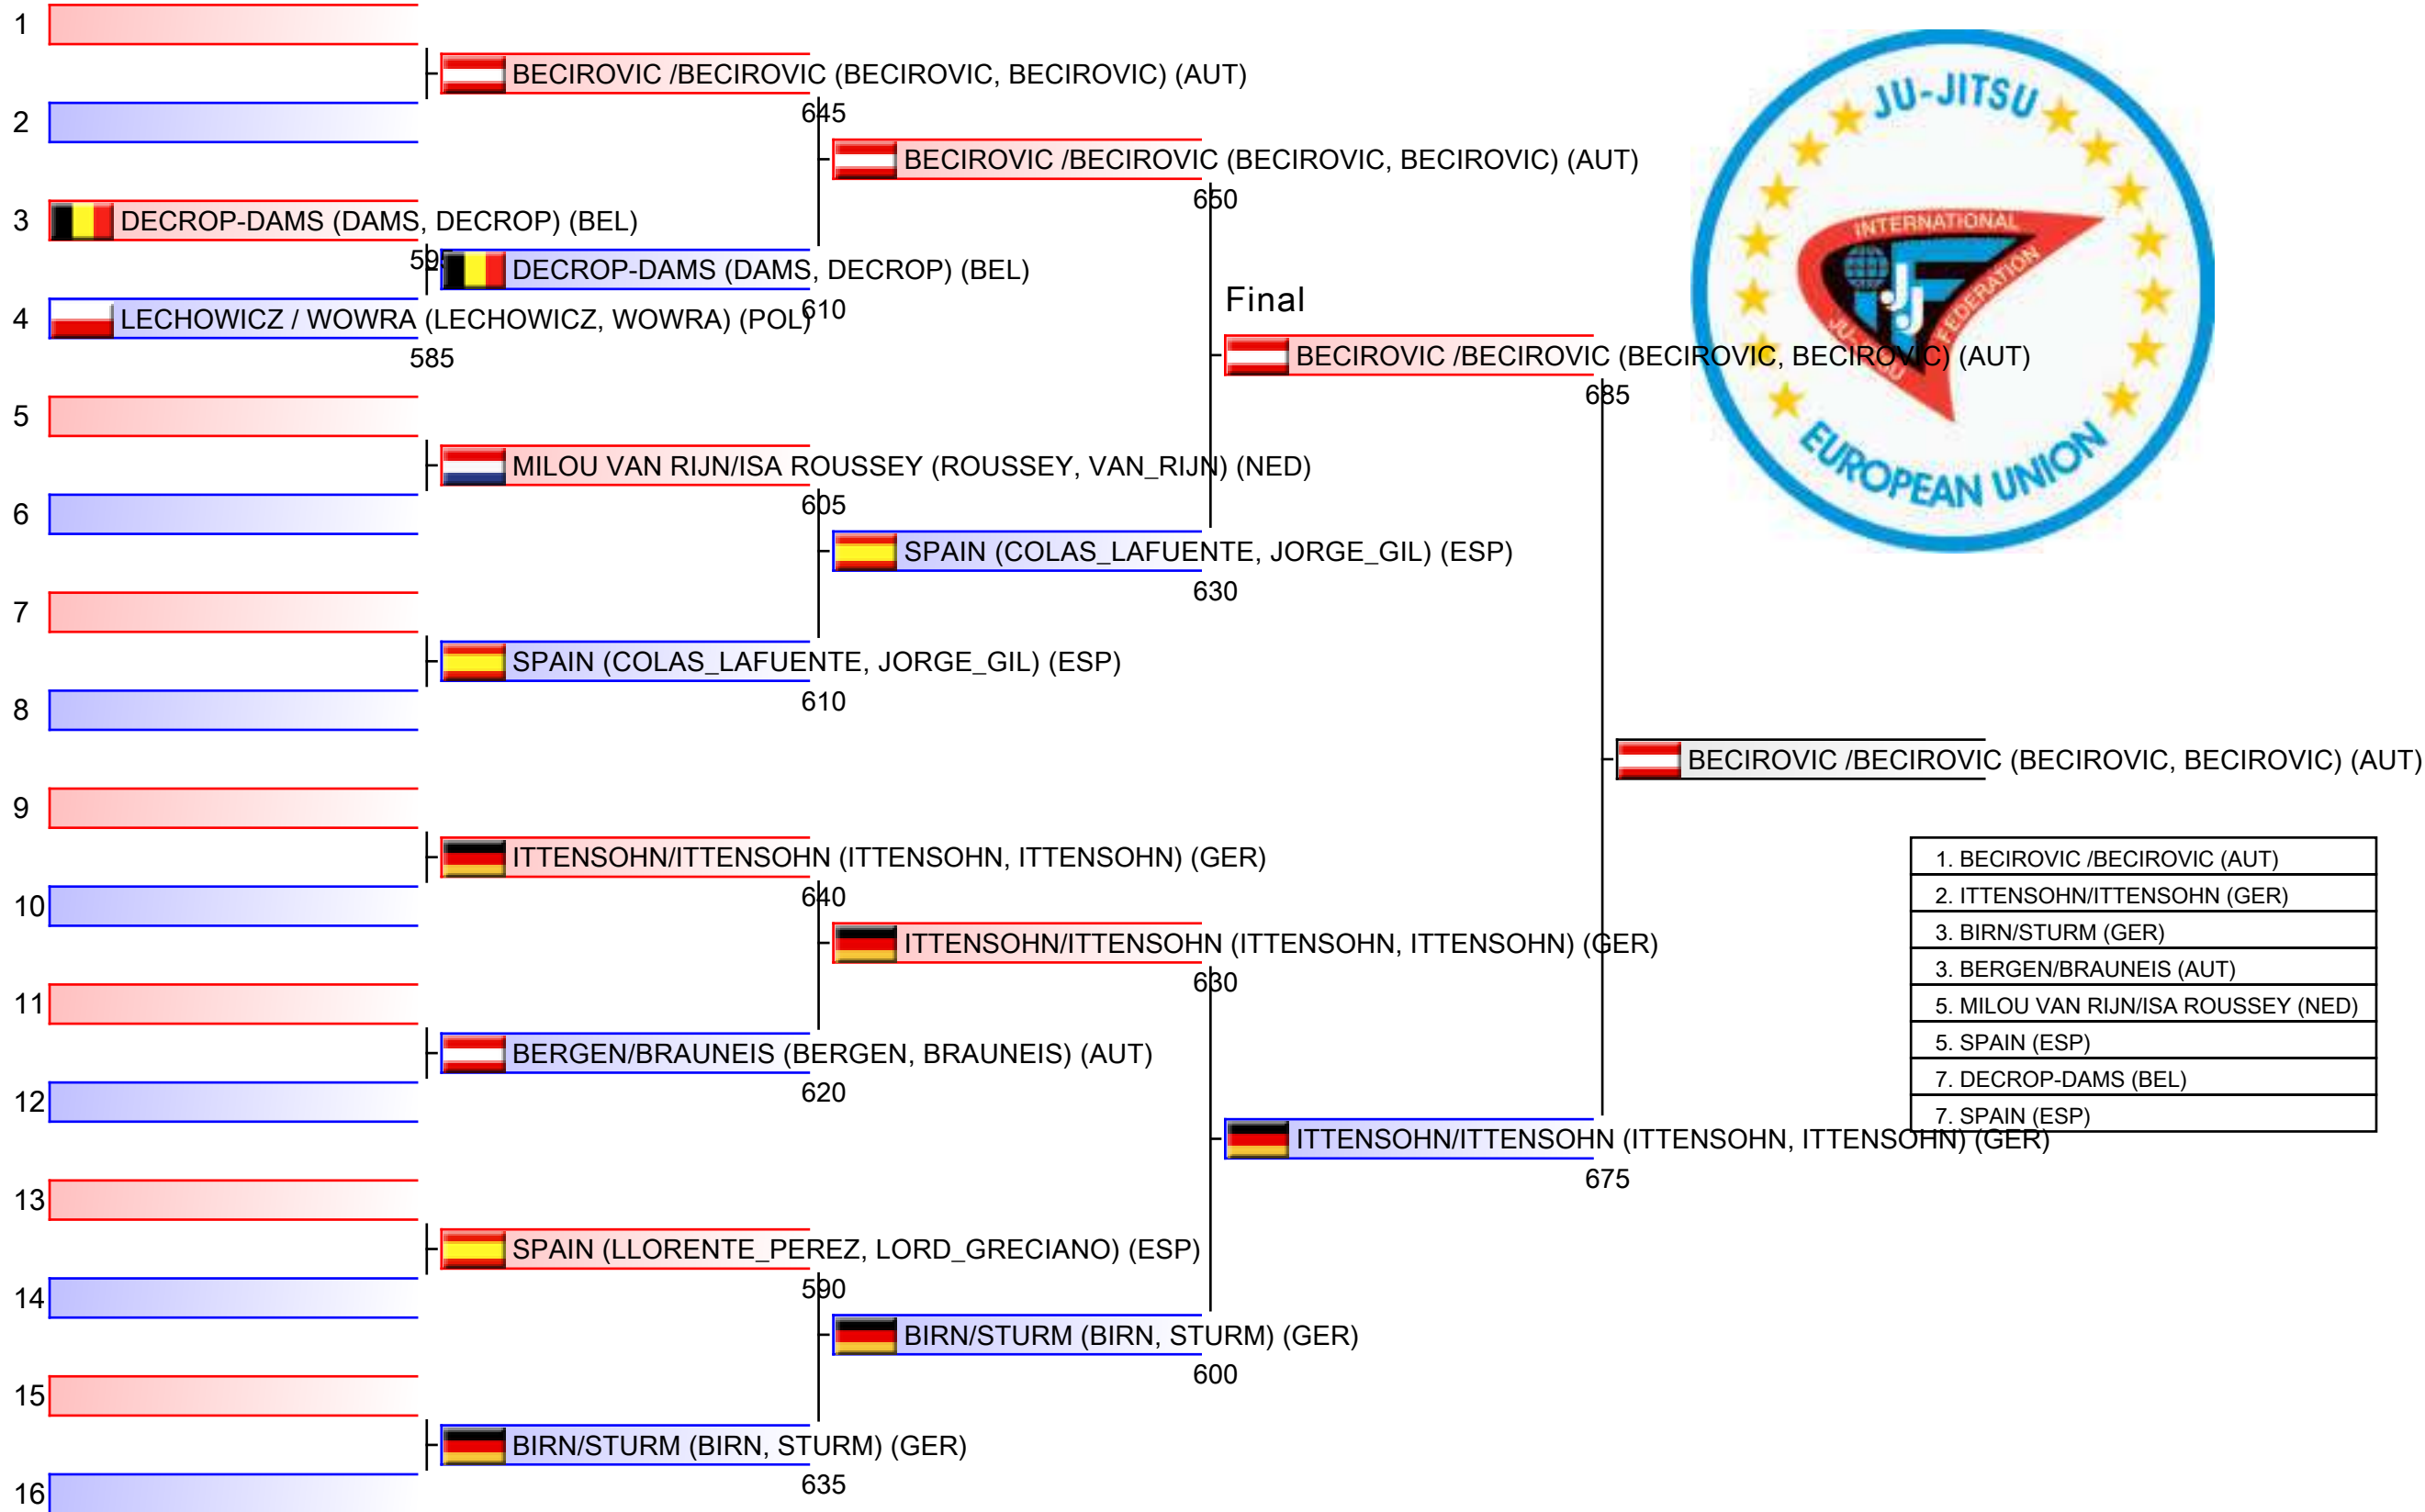 1
BECIROVIC /BECIROVIC (BECIROVIC, BECIROVIC) (AUT)
645
2
BECIROVIC /BECIROVIC (BECIROVIC, BECIROVIC) (AUT)
650
3
DECROP-DAMS (DAMS, DECROP) (BEL)
595
DECROP-DAMS (DAMS, DECROP) (BEL)
610
4
LECHOWICZ / WOWRA (LECHOWICZ, WOWRA) (POL)
585
Final
BECIROVIC /BECIROVIC (BECIROVIC, BECIROVIC) (AUT)
685
5
MILOU VAN RIJN/ISA ROUSSEY (ROUSSEY, VAN_RIJN) (NED)
605
6
SPAIN (COLAS_LAFUENTE, JORGE_GIL) (ESP)
630
7
SPAIN (COLAS_LAFUENTE, JORGE_GIL) (ESP)
610
8
BECIROVIC /BECIROVIC (BECIROVIC, BECIROVIC) (AUT)
9
ITTENSOHN/ITTENSOHN (ITTENSOHN, ITTENSOHN) (GER)
640
10
ITTENSOHN/ITTENSOHN (ITTENSOHN, ITTENSOHN) (GER)
630
11
BERGEN/BRAUNEIS (BERGEN, BRAUNEIS) (AUT)
620
12
ITTENSOHN/ITTENSOHN (ITTENSOHN, ITTENSOHN) (GER)
675
13
SPAIN (LLORENTE_PEREZ, LORD_GRECIANO) (ESP)
590
14
BIRN/STURM (BIRN, STURM) (GER)
600
15
BIRN/STURM (BIRN, STURM) (GER)
635
16
JU-JITSU
INTERNATIONAL
JU-JITSU
FEDERATION
JJ
EUROPEAN UNION
1. BECIROVIC /BECIROVIC (AUT)
2. ITTENSOHN/ITTENSOHN (GER)
3. BIRN/STURM (GER)
3. BERGEN/BRAUNEIS (AUT)
5. MILOU VAN RIJN/ISA ROUSSEY (NED)
5. SPAIN (ESP)
7. DECROP-DAMS (BEL)
7. SPAIN (ESP)